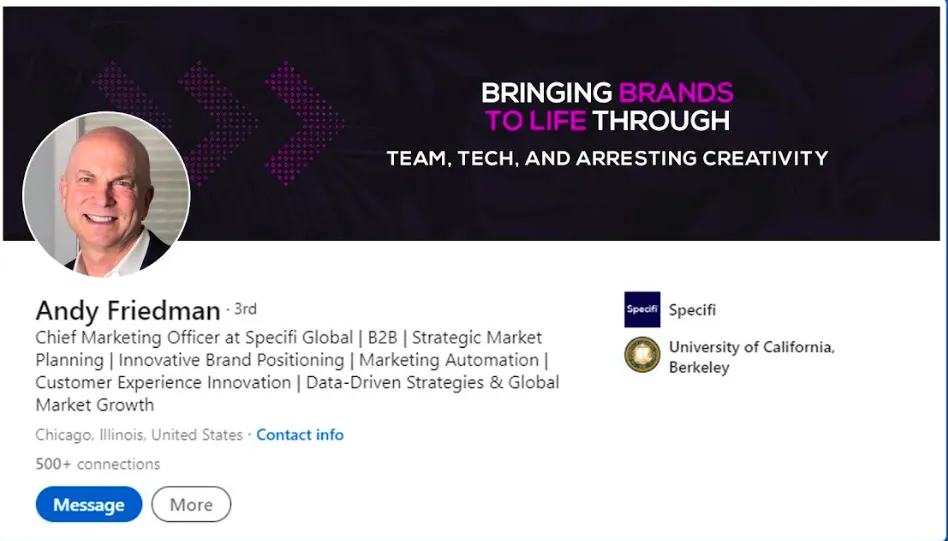 BRINGING BRANDS
TO LIFE THROUGH
TEAM, TECH, AND ARRESTING CREATIVITY
Andy Friedman · 3rd
Chief Marketing Officer at Specifi Global | B2B | Strategic Market
Planning | Innovative Brand Positioning | Marketing Automation |
Customer Experience Innovation | Data-Driven Strategies & Global
Market Growth
Chicago, Illinois, United States · Contact info
500+ connections
Message
More
Specifi
Specifi
University of California,
Berkeley